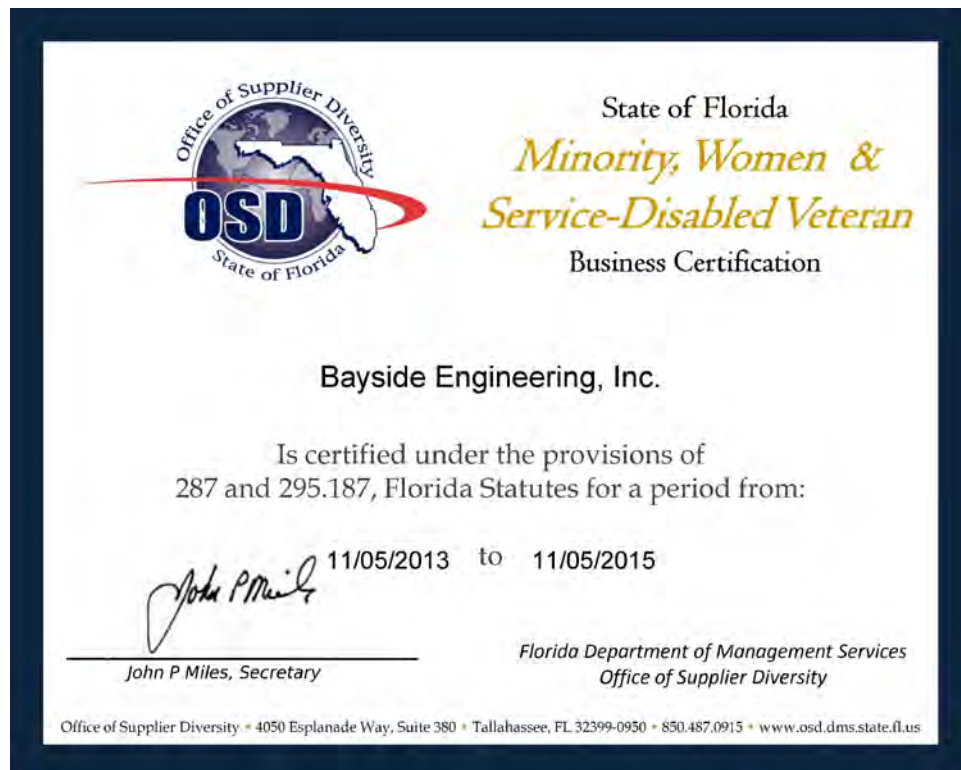 Office of Supplier Diversity
OSD
State of Florida
State of Florida
Minority, Women &
Service-Disabled Veteran
Business Certification
Bayside Engineering, Inc.
Is certified under the provisions of
287 and 295.187, Florida Statutes for a period from:
11/05/2013 to 11/05/2015
John P Miles
John P Miles, Secretary
Florida Department of Management Services
Office of Supplier Diversity
Office of Supplier Diversity • 4050 Esplanade Way, Suite 380 • Tallahassee, FL 32399-0950 • 850.487.0915 • www.osd.dms.state.fl.us